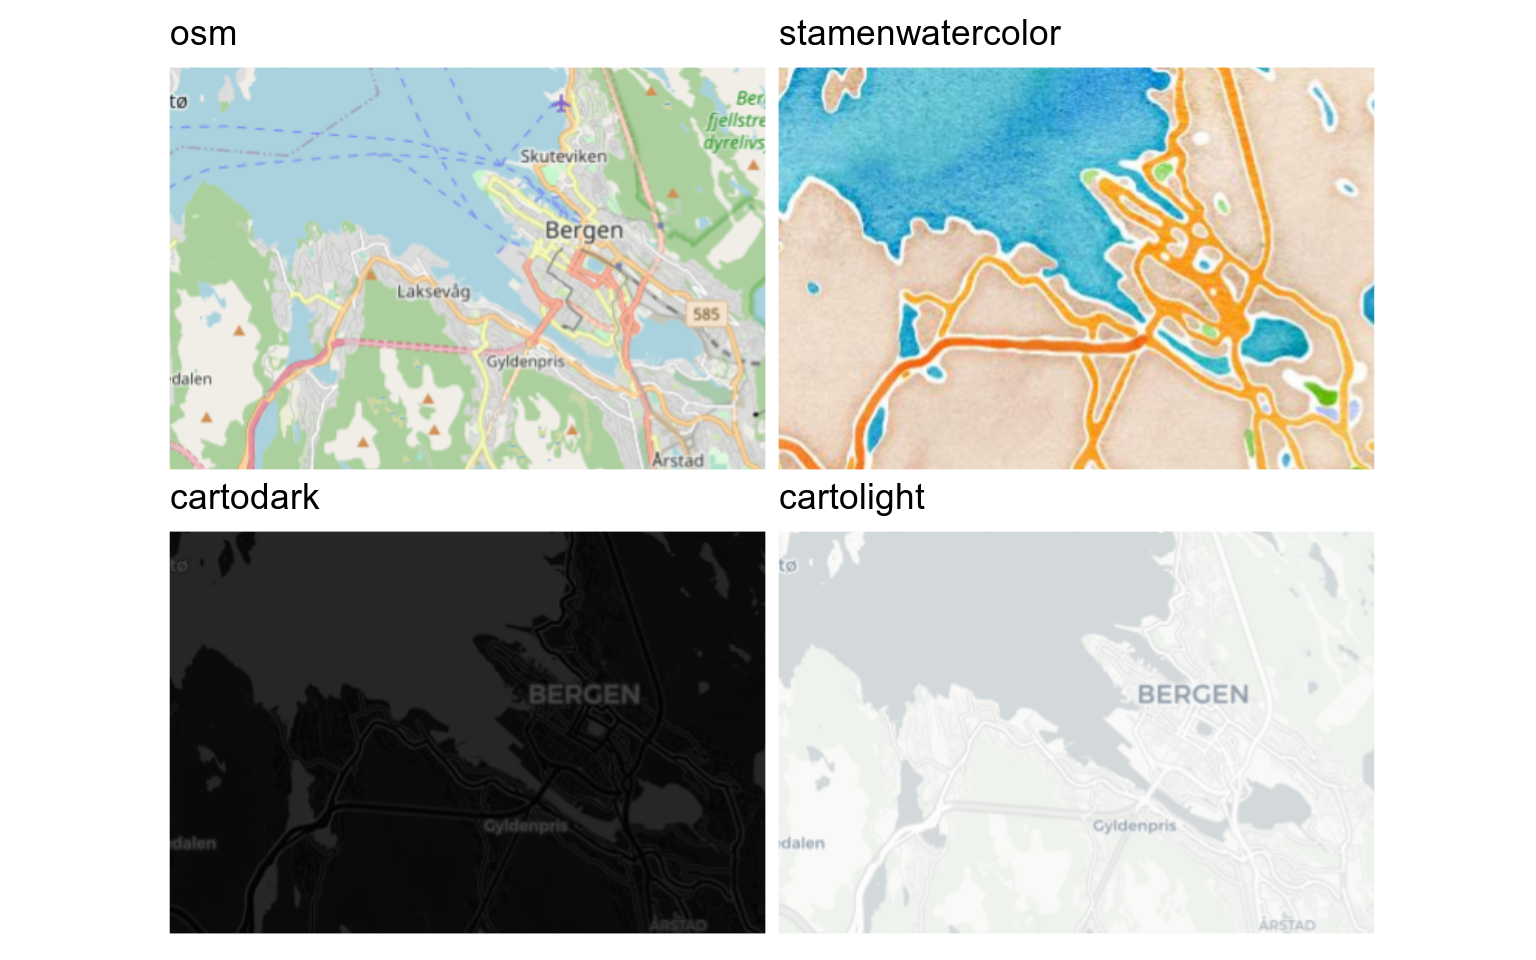 osm
stamenwatercolor
tø
Ber
fjellstre
dyrelivs
Skuteviken
Bergen
Laksevåg
585
Gyldenpris
dalen
Årstad
cartodark
cartolight
tø
BERGEN
Gyldenpris
dalen
ÅRSTAD
tø
BERGEN
Gyldenpris
dalen
ÅRSTAD